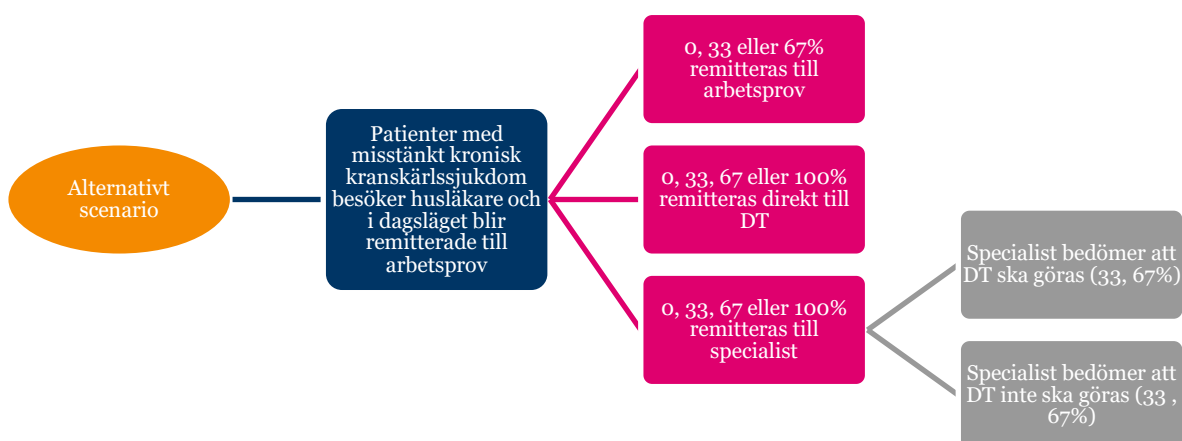 Alternativt
scenario
Patienter med
misstänkt kronisk
kranskärlssjukdom
besöker husläkare och
i dagsläget blir
remitterade till
arbetsprov
0, 33 eller 67%
remitteras till
arbetsprov
0, 33, 67 eller 100%
remitteras direkt till
DT
0, 33, 67 eller 100%
remitteras till
specialist
Specialist bedömer att
DT ska göras (33, 67%)
Specialist bedömer att
DT inte ska göras (33 ,
67%)